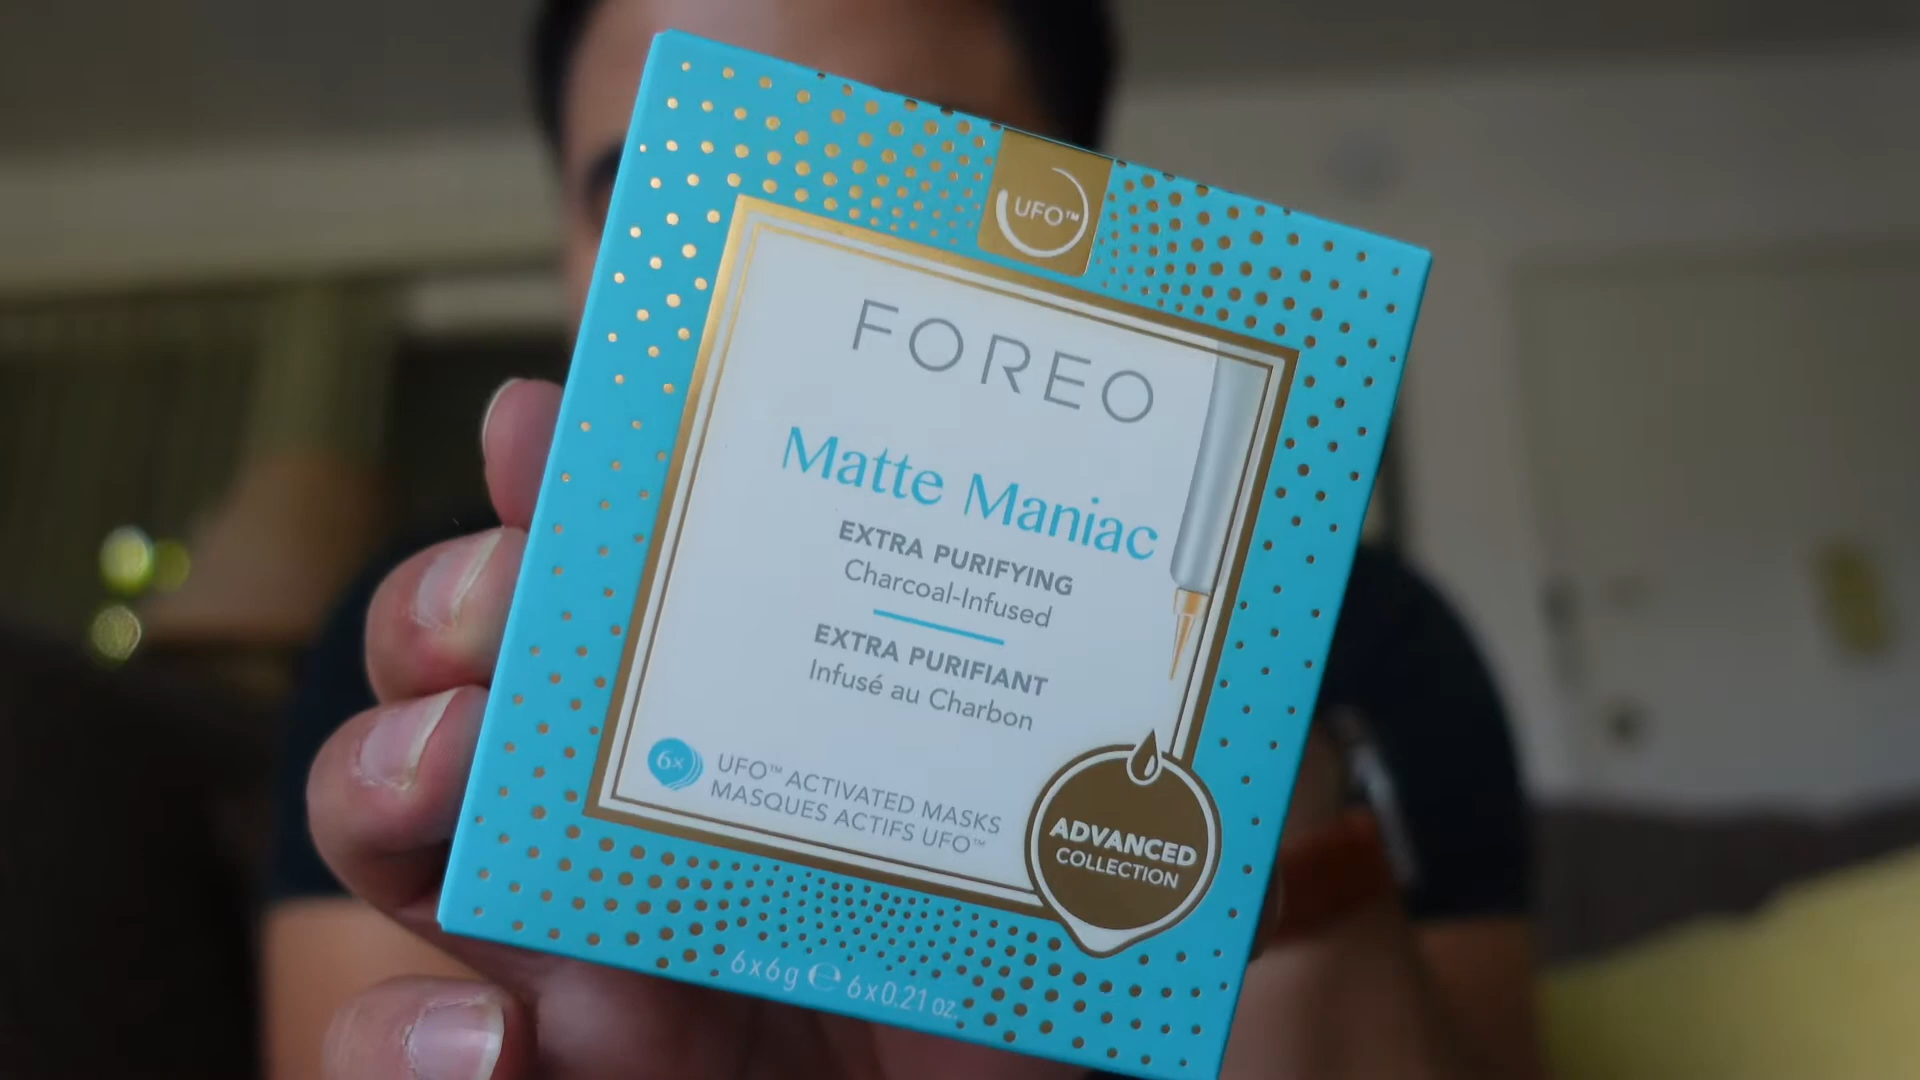 UFO™
FOREO
Matte Maniac
EXTRA PURIFYING
Charcoal-Infused
EXTRA PURIFIANT
Infusé au Charbon
6x
UFO™ ACTIVATED MASKS
MASQUES ACTIFS UFO™
ADVANCED
COLLECTION
6x6g ℮ 6x0.21 oz.